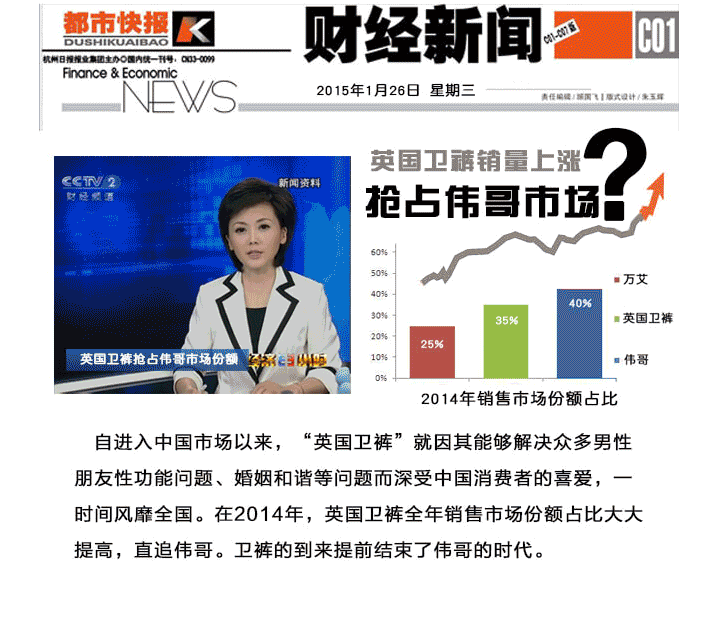 都市快报 K
DUSHIKUAIBAO
杭州日报报业集团主办◎国内统一刊号：CN33-0099
Finance & Economic
NEWS
财经新闻
C01-C07版
C01
2015年1月26日 星期三
责任编辑/顾国飞 ‖ 版式设计/朱玉辉
CCTV 2
财经频道
新闻资料
英国卫裤抢占伟哥市场份额
英国卫裤销量上涨
抢占伟哥市场?
60%
50%
40%
30%
20%
10%
0%
25%
35%
40%
万艾
英国卫裤
伟哥
2014年销售市场份额占比
自进入中国市场以来，“英国卫裤”就因其能够解决众多男性
朋友性功能问题、婚姻和谐等问题而深受中国消费者的喜爱，一
时间风靡全国。在2014年，英国卫裤全年销售市场份额占比大大
提高，直追伟哥。卫裤的到来提前结束了伟哥的时代。